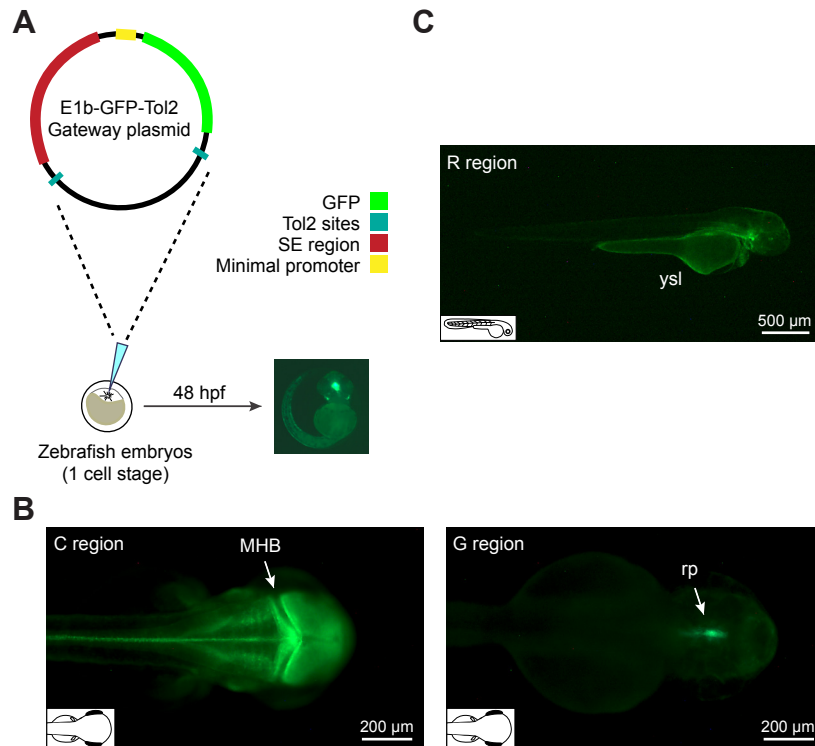 A
E1b-GFP-Tol2
Gateway plasmid
GFP
Tol2 sites
SE region
Minimal promoter
48 hpf
Zebrafish embryos
(1 cell stage)
C
R region
ysl
500 µm
B
C region
MHB
200 µm
G region
rp
200 µm